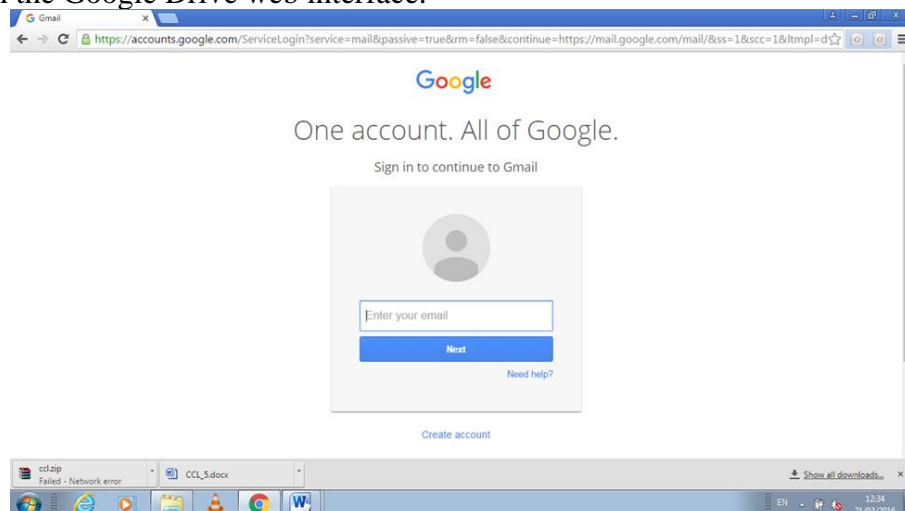 the Google Drive web interface.
G Gmail ×
https://accounts.google.com/ServiceLogin?service=mail&passive=true&rm=false&continue=https://mail.google.com/mail/&ss=1&scc=1&ltmpl=d
Google
One account. All of Google.
Sign in to continue to Gmail
Enter your email
Next
Need help?
Create account
ccl.zip
Failed - Network error
CCL_5.docx
Show all downloads...
EN
12:34
21/03/2016